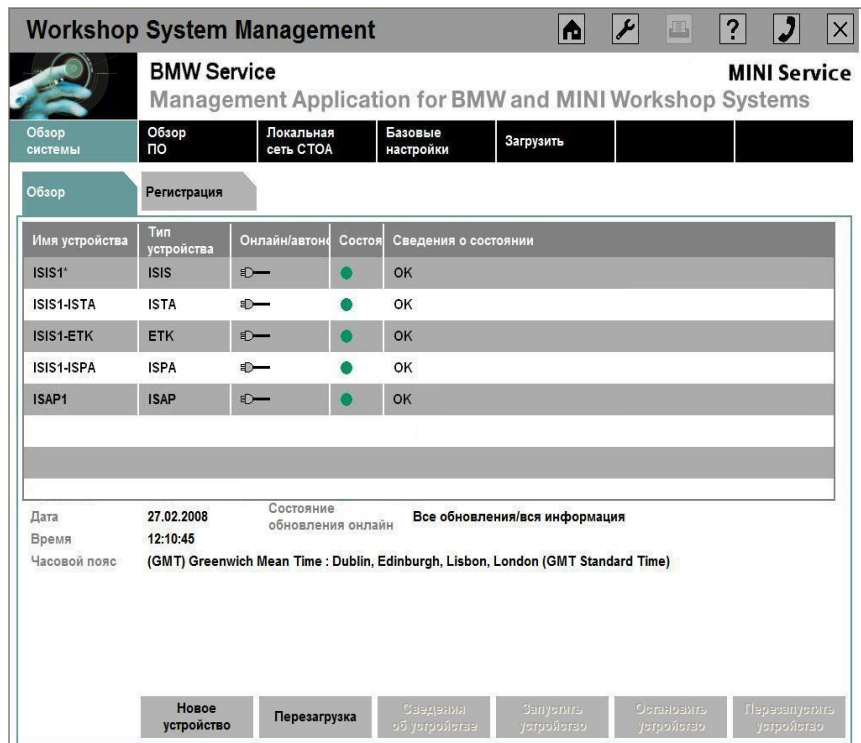 Workshop System Management
?
BMW Service
MINI Service
Management Application for BMW and MINI Workshop Systems
Обзор системы
Обзор ПО
Локальная сеть СТОА
Базовые настройки
Загрузить
Обзор
Регистрация
Имя устройства
Тип устройства
Онлайн/автоно
Состоя
Сведения о состоянии
ISIS1* ISIS OK
ISIS1-ISTA ISTA OK
ISIS1-ETK ETK OK
ISIS1-ISPA ISPA OK
ISAP1 ISAP OK
Дата 27.02.2008
Состояние обновления онлайн
Все обновления/вся информация
Время 12:10:45
Часовой пояс (GMT) Greenwich Mean Time : Dublin, Edinburgh, Lisbon, London (GMT Standard Time)
Новое устройство
Перезагрузка
Сведения об устройстве
Запустить устройство
Остановить устройство
Перезапустить устройство